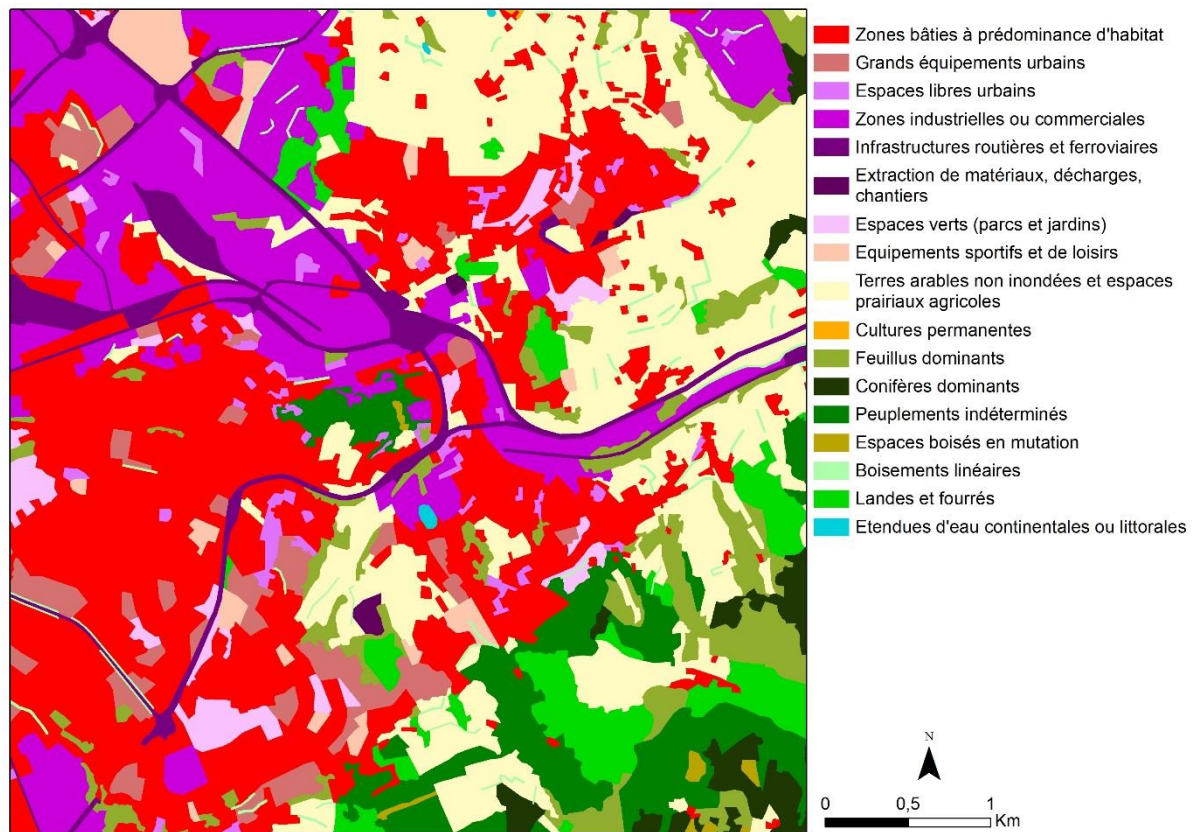 Zones bâties à prédominance d'habitat
Grands équipements urbains
Espaces libres urbains
Zones industrielles ou commerciales
Infrastructures routières et ferroviaires
Extraction de matériaux, décharges,
chantiers
Espaces verts (parcs et jardins)
Equipements sportifs et de loisirs
Terres arables non inondées et espaces
prairiaux agricoles
Cultures permanentes
Feuillus dominants
Conifères dominants
Peuplements indéterminés
Espaces boisés en mutation
Boisements linéaires
Landes et fourrés
Etendues d'eau continentales ou littorales
N
0 0,5 1
Km